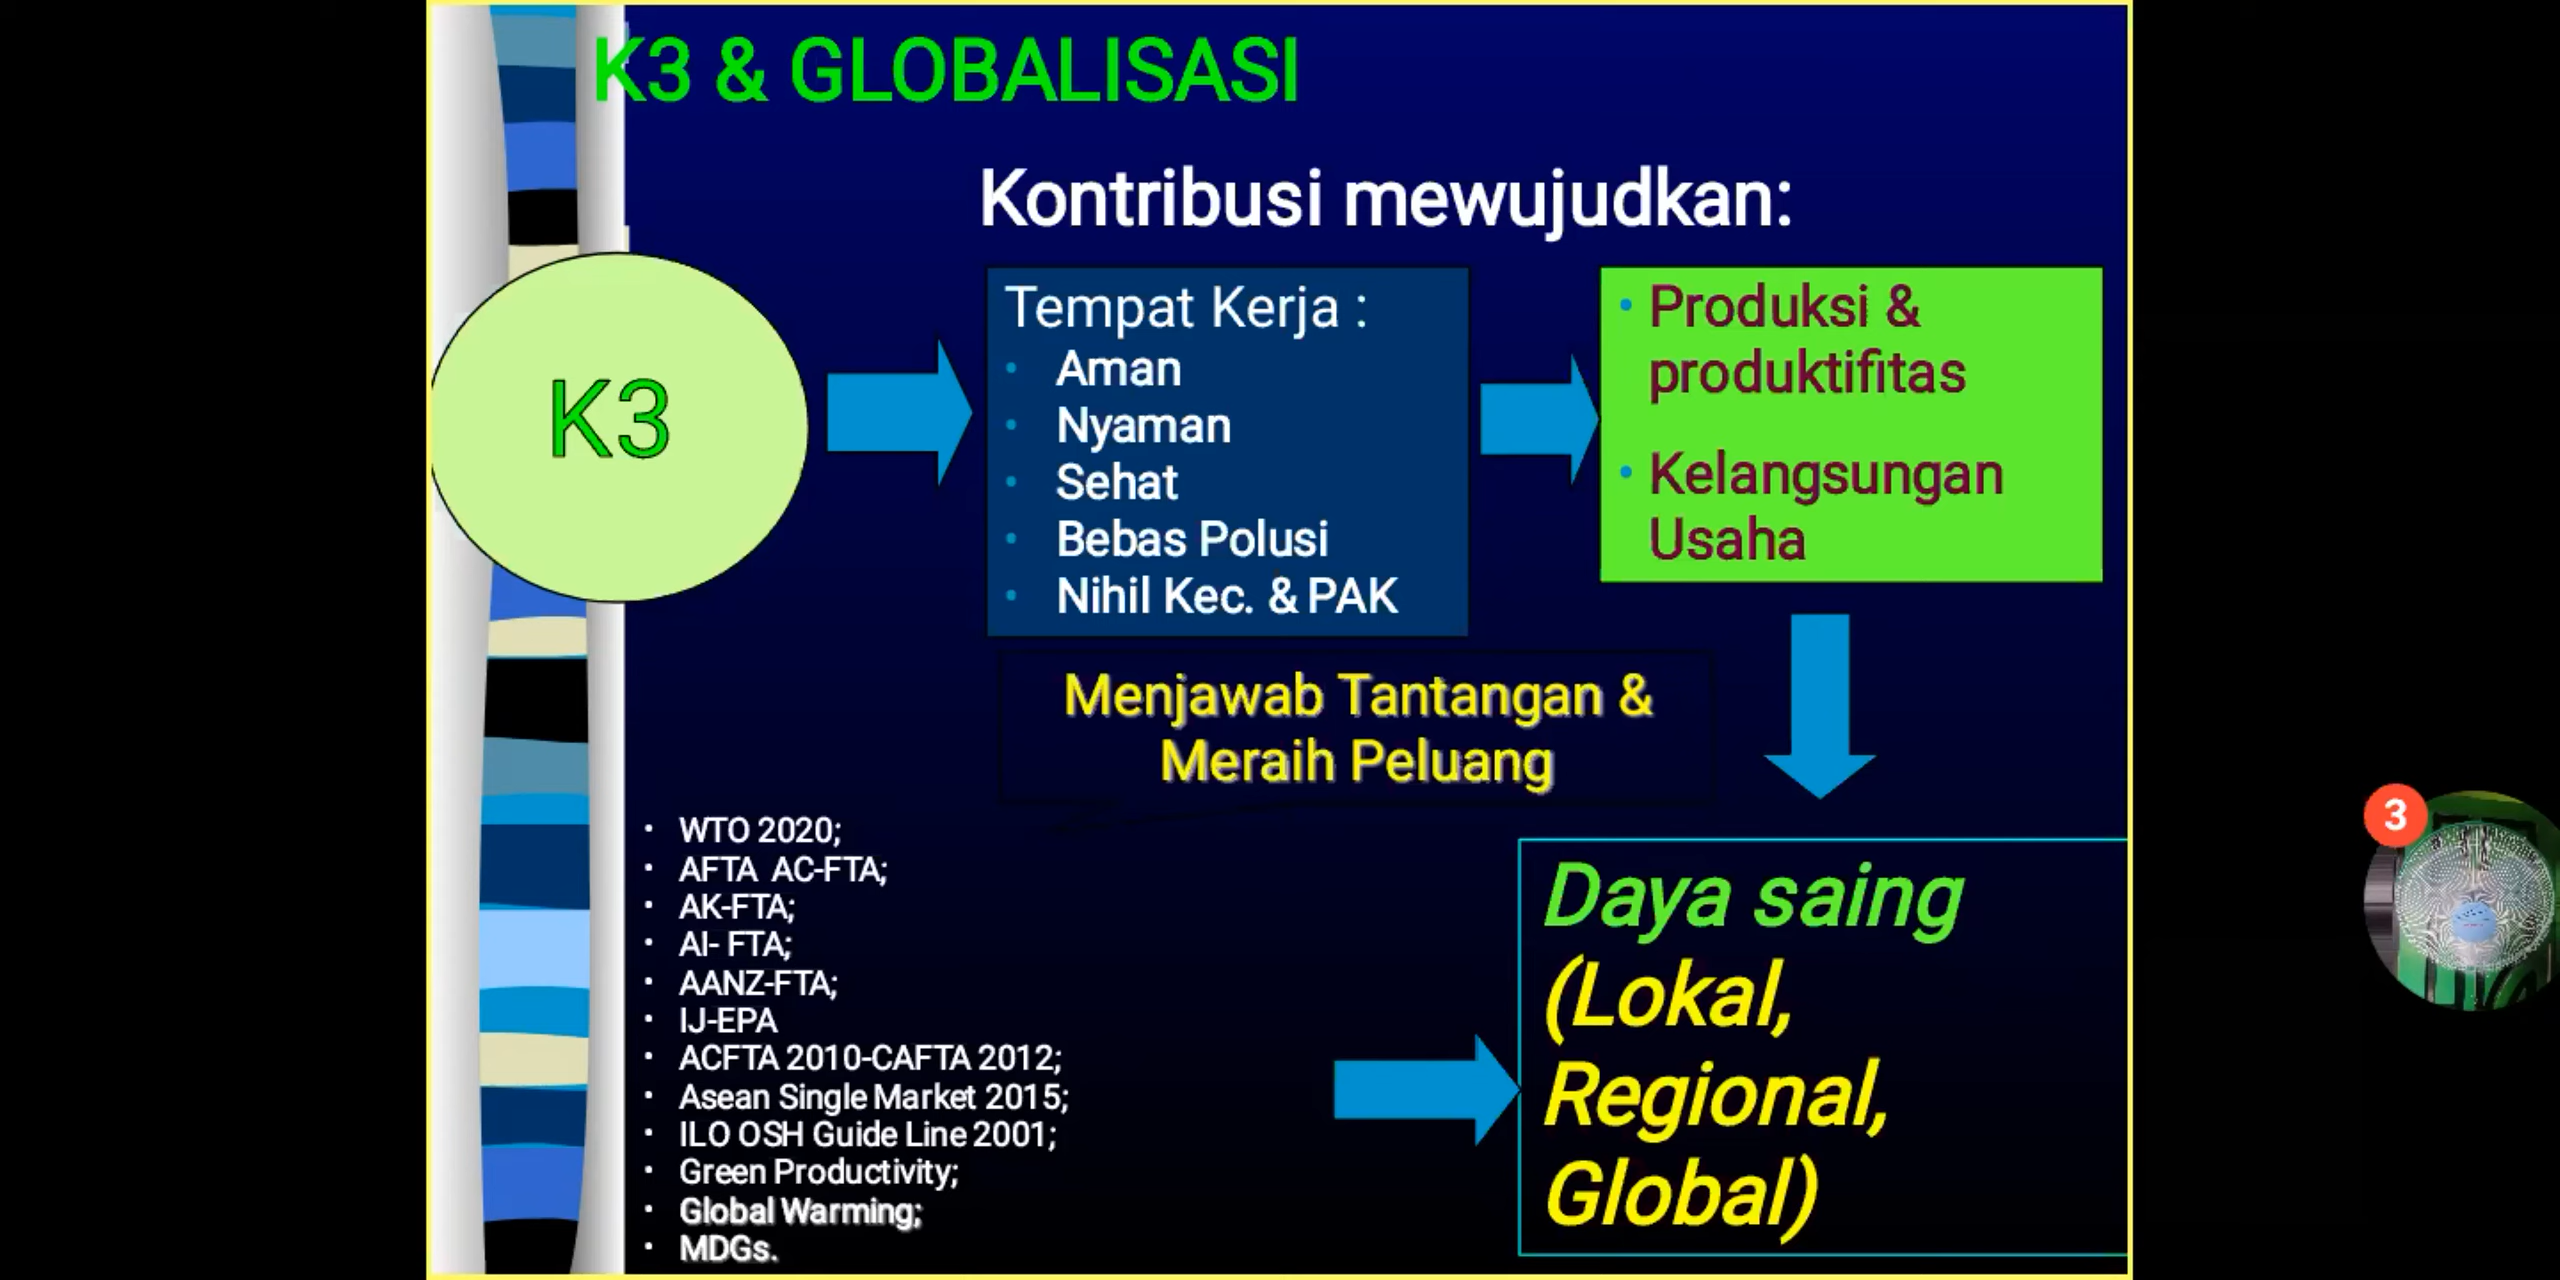 K3 & GLOBALISASI
Kontribusi mewujudkan:
K3
Tempat Kerja :
• Aman
• Nyaman
• Sehat
• Bebas Polusi
• Nihil Kec. & PAK
• Produksi &
produktifitas
• Kelangsungan
Usaha
Menjawab Tantangan &
Meraih Peluang
• WTO 2020;
• AFTA AC-FTA;
• AK-FTA;
• AI- FTA;
• AANZ-FTA;
• IJ-EPA
• ACFTA 2010-CAFTA 2012;
• Asean Single Market 2015;
• ILO OSH Guide Line 2001;
• Green Productivity;
• Global Warming;
• MDGs.
Daya saing
(Lokal,
Regional,
Global)
3